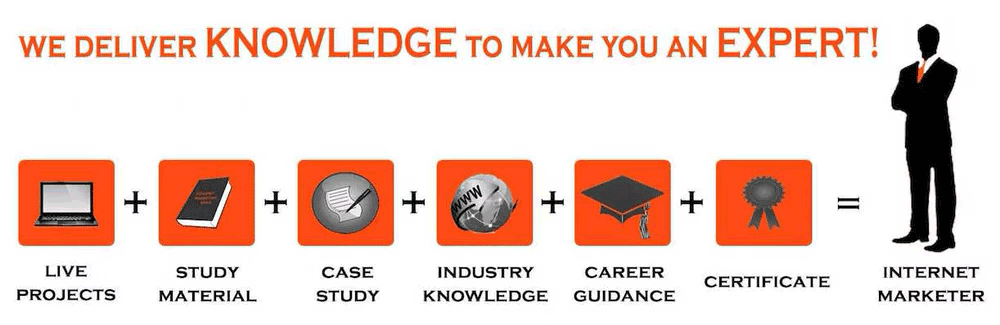 WE DELIVER KNOWLEDGE TO MAKE YOU AN EXPERT!
WWW
LIVE
PROJECTS
STUDY
MATERIAL
CASE
STUDY
INDUSTRY
KNOWLEDGE
CAREER
GUIDANCE
CERTIFICATE
INTERNET
MARKETER